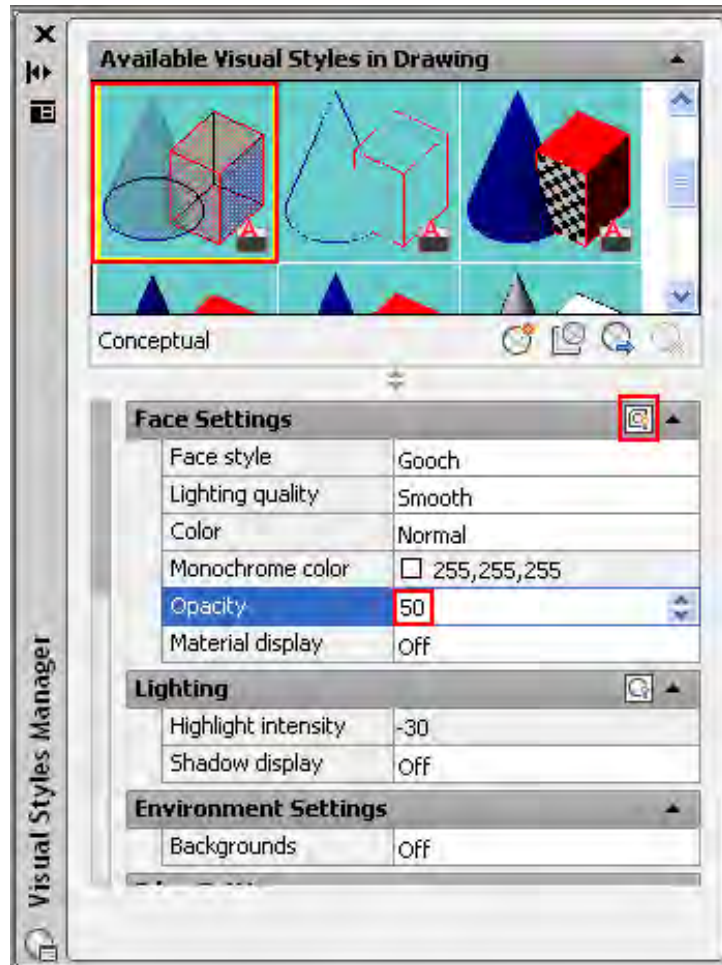 Available Visual Styles in Drawing
Conceptual
Face Settings
Face style Gooch
Lighting quality Smooth
Color Normal
Monochrome color 255,255,255
Opacity 50
Material display Off
Lighting
Highlight intensity -30
Shadow display Off
Environment Settings
Backgrounds Off
Visual Styles Manager